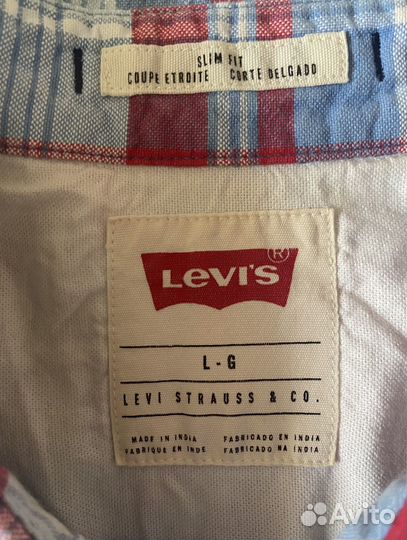 SLIM FIT
COUPE ETROITE CORTE DELGADO
LEVI'S ®
L - G
LEVI STRAUSS & CO.
MADE IN INDIA FABRICADO EN INDIA
FABRIQUE EN INDE FABRICADO NA INDIA
Avito